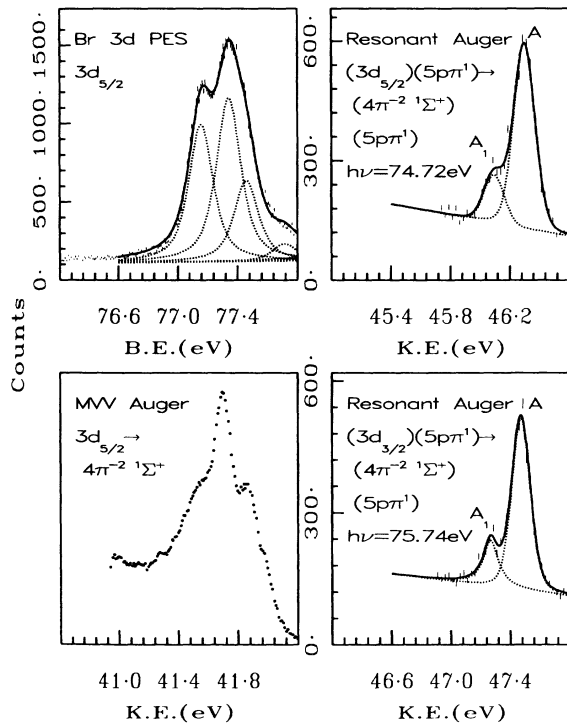 Counts
Br 3d PES
3d5/2
1500·
1000·
500·
0·
76·6 77·0 77·4
B.E.(eV)
Resonant Auger A
(3d5/2)(5pπ¹)→
(4π⁻² ¹Σ⁺)
(5pπ¹)
hν=74.72eV
A1
600·
300·
0·
45·4 45·8 46·2
K.E.(eV)
MVV Auger
3d5/2→
4π⁻² ¹Σ⁺
41·0 41·4 41·8
K.E.(eV)
Resonant Auger A
(3d3/2)(5pπ¹)→
(4π⁻² ¹Σ⁺)
(5pπ¹)
hν=75.74eV
A1
600·
300·
0·
46·6 47·0 47·4
K.E.(eV)